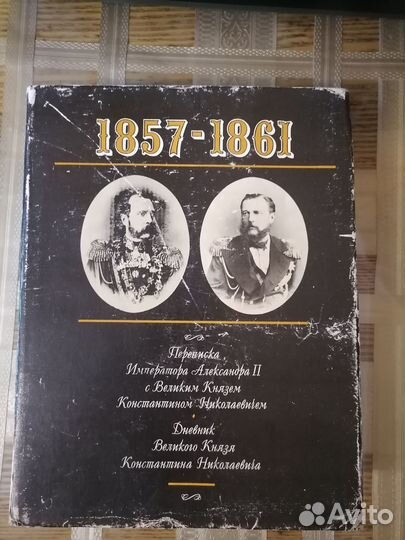 1857-1861
Переписка
Императора Александра II
с Великим Князем
Константином Николаевичем
Дневник
Великого Князя
Константина Николаевича
Avito